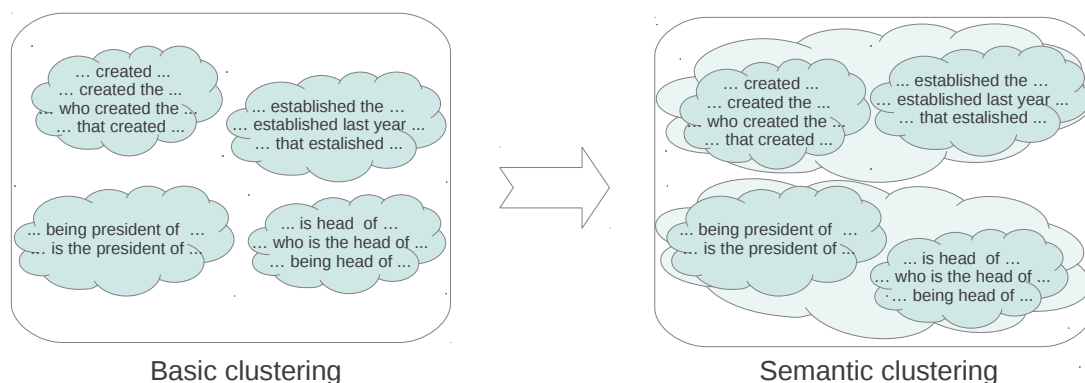 … created ...
… created the ...
… who created the ...
… that created ...
... established the …
… established last year ...
… that estalished ...
... being president of …
… is the president of ...
... is head of …
… who is the head of ...
… being head of ...
Basic clustering
… created ...
… created the ...
… who created the ...
… that created ...
... established the …
… established last year ...
… that estalished ...
... being president of …
… is the president of ...
... is head of …
… who is the head of ...
… being head of ...
Semantic clustering